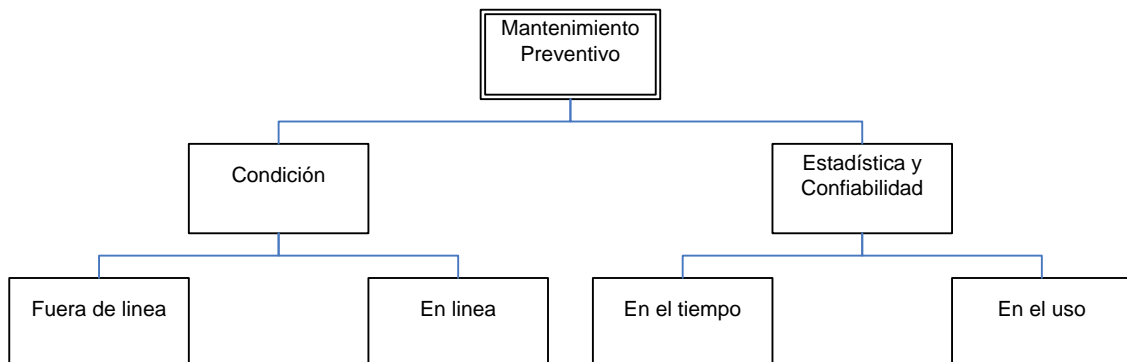 Mantenimiento
Preventivo
Condición
Estadística y
Confiabilidad
Fuera de linea
En linea
En el tiempo
En el uso